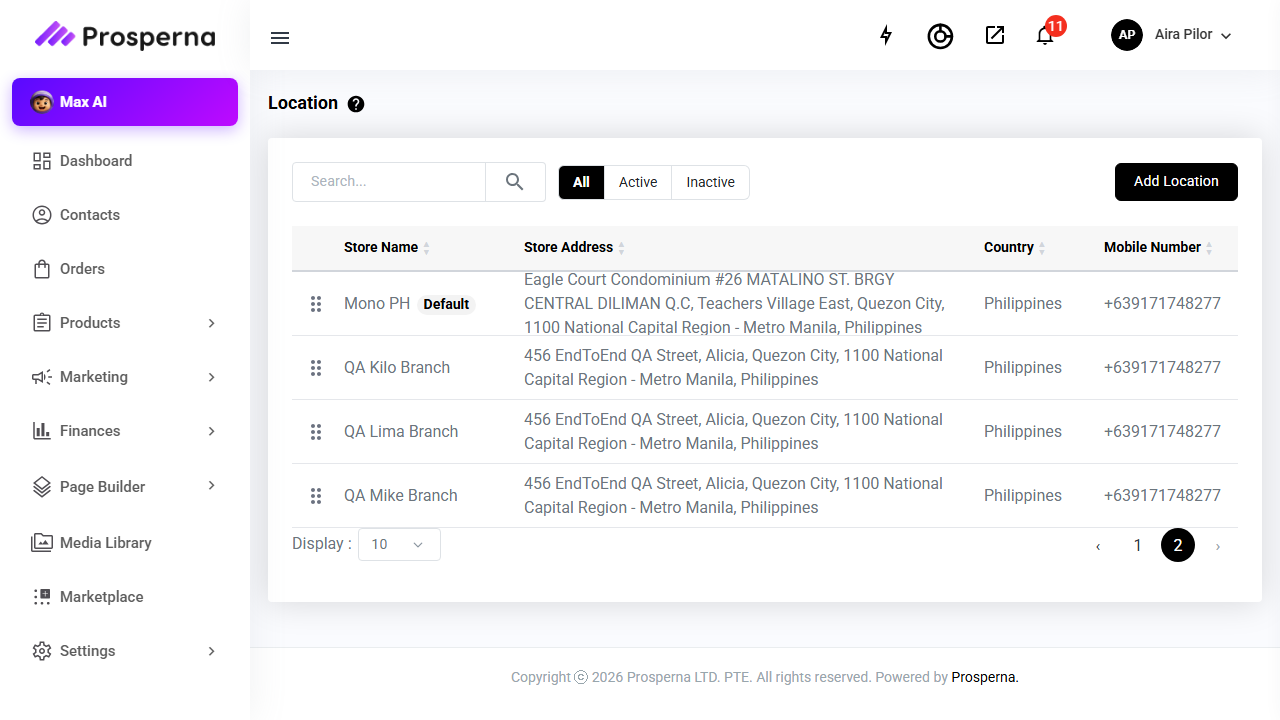 Prosperna
11
AP
Aira Pilor
Max AI
Location
Dashboard
Contacts
Orders
Products
Marketing
Finances
Page Builder
Media Library
Marketplace
Settings
Search...
All
Active
Inactive
Add Location
Store Name
Store Address
Country
Mobile Number
Mono PH
Default
Eagle Court Condominium #26 MATALINO ST. BRGY
CENTRAL DILIMAN Q.C, Teachers Village East, Quezon City,
1100 National Capital Region - Metro Manila, Philippines
Philippines
+639171748277
QA Kilo Branch
456 EndToEnd QA Street, Alicia, Quezon City, 1100 National
Capital Region - Metro Manila, Philippines
Philippines
+639171748277
QA Lima Branch
456 EndToEnd QA Street, Alicia, Quezon City, 1100 National
Capital Region - Metro Manila, Philippines
Philippines
+639171748277
QA Mike Branch
456 EndToEnd QA Street, Alicia, Quezon City, 1100 National
Capital Region - Metro Manila, Philippines
Philippines
+639171748277
Display :
10
‹
1
2
›
Copyright © 2026 Prosperna LTD. PTE. All rights reserved. Powered by Prosperna.